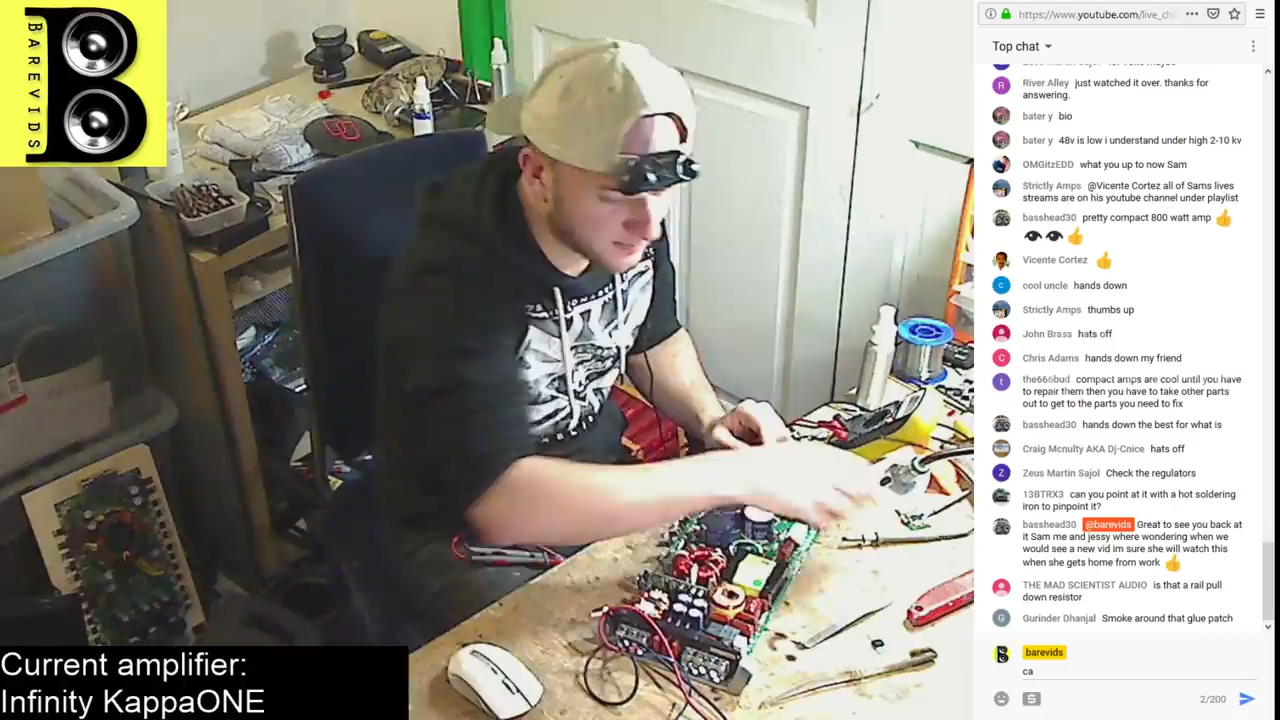 BAREVIDS
B
https://www.youtube.com/live_cha
Top chat
River Alley just watched it over. thanks for
answering.
bater y bio
bater y 48v is low i understand under high 2-10 kv
OMGitzEDD what you up to now Sam
Strictly Amps @Vicente Cortez all of Sams lives
streams are on his youtube channel under playlist
basshead30 pretty compact 800 watt amp
Vicente Cortez
c
cool uncle hands down
Strictly Amps thumbs up
John Brass hats off
Chris Adams hands down my friend
the666bud compact amps are cool until you have
to repair them then you have to take other parts
out to get to the parts you need to fix
basshead30 hands down the best for what is
Craig Mcnulty AKA Dj-Cnice hats off
Zeus Martin Sajol Check the regulators
13BTRX3 can you point at it with a hot soldering
iron to pinpoint it?
basshead30 @barevids Great to see you back at
it Sam me and jessy where wondering when we
would see a new vid im sure she will watch this
when she gets home from work
THE MAD SCIENTIST AUDIO is that a rail pull
down resistor
Gurinder Dhanjal Smoke around that glue patch
barevids
ca
2/200
Current amplifier:
Infinity KappaONE